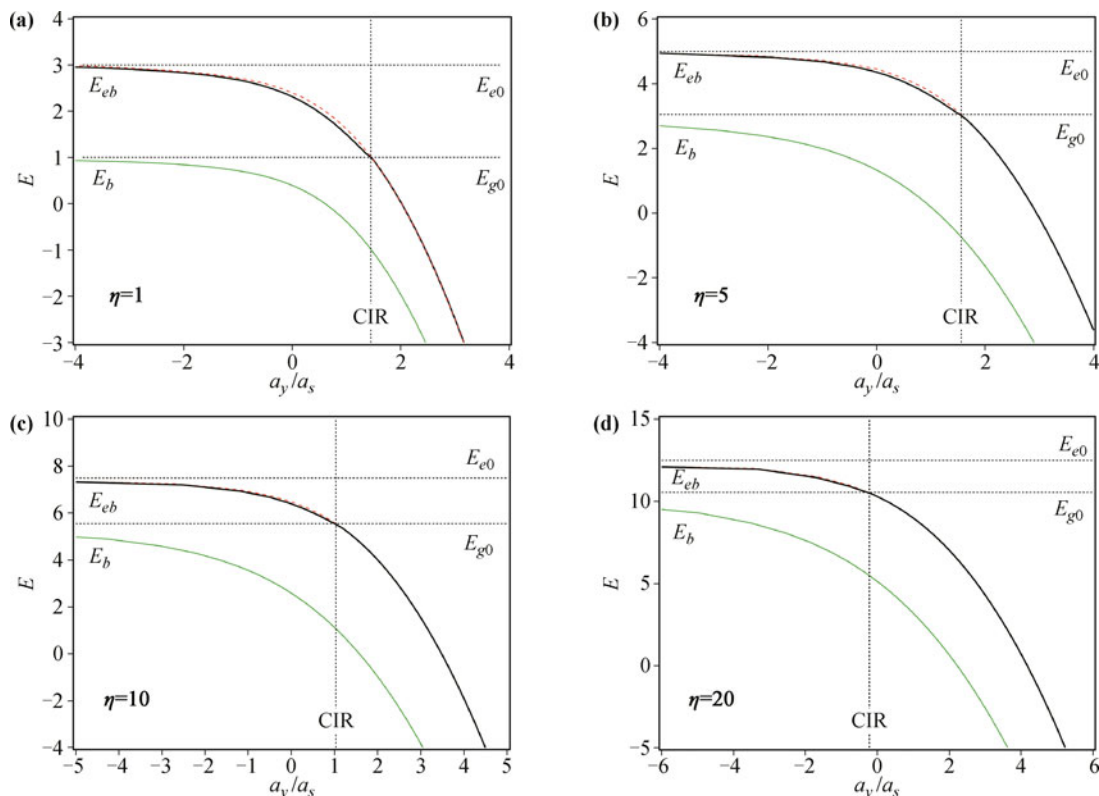 (a)
4
3
2
1
0
−1
−2
−3
E
E_eb
E_e0
E_b
E_g0
η=1
CIR
−4 −2 0 2 4
a_y/a_s
(b)
6
4
2
0
−2
−4
E
E_eb
E_e0
E_b
E_g0
η=5
CIR
−4 −2 0 2 4
a_y/a_s
(c)
10
8
6
4
2
0
−2
−4
E
E_eb
E_e0
E_b
E_g0
η=10
CIR
−5 −4 −3 −2 −1 0 1 2 3 4 5
a_y/a_s
(d)
15
10
5
0
−5
E
E_eb
E_e0
E_b
E_g0
η=20
CIR
−6 −4 −2 0 2 4 6
a_y/a_s